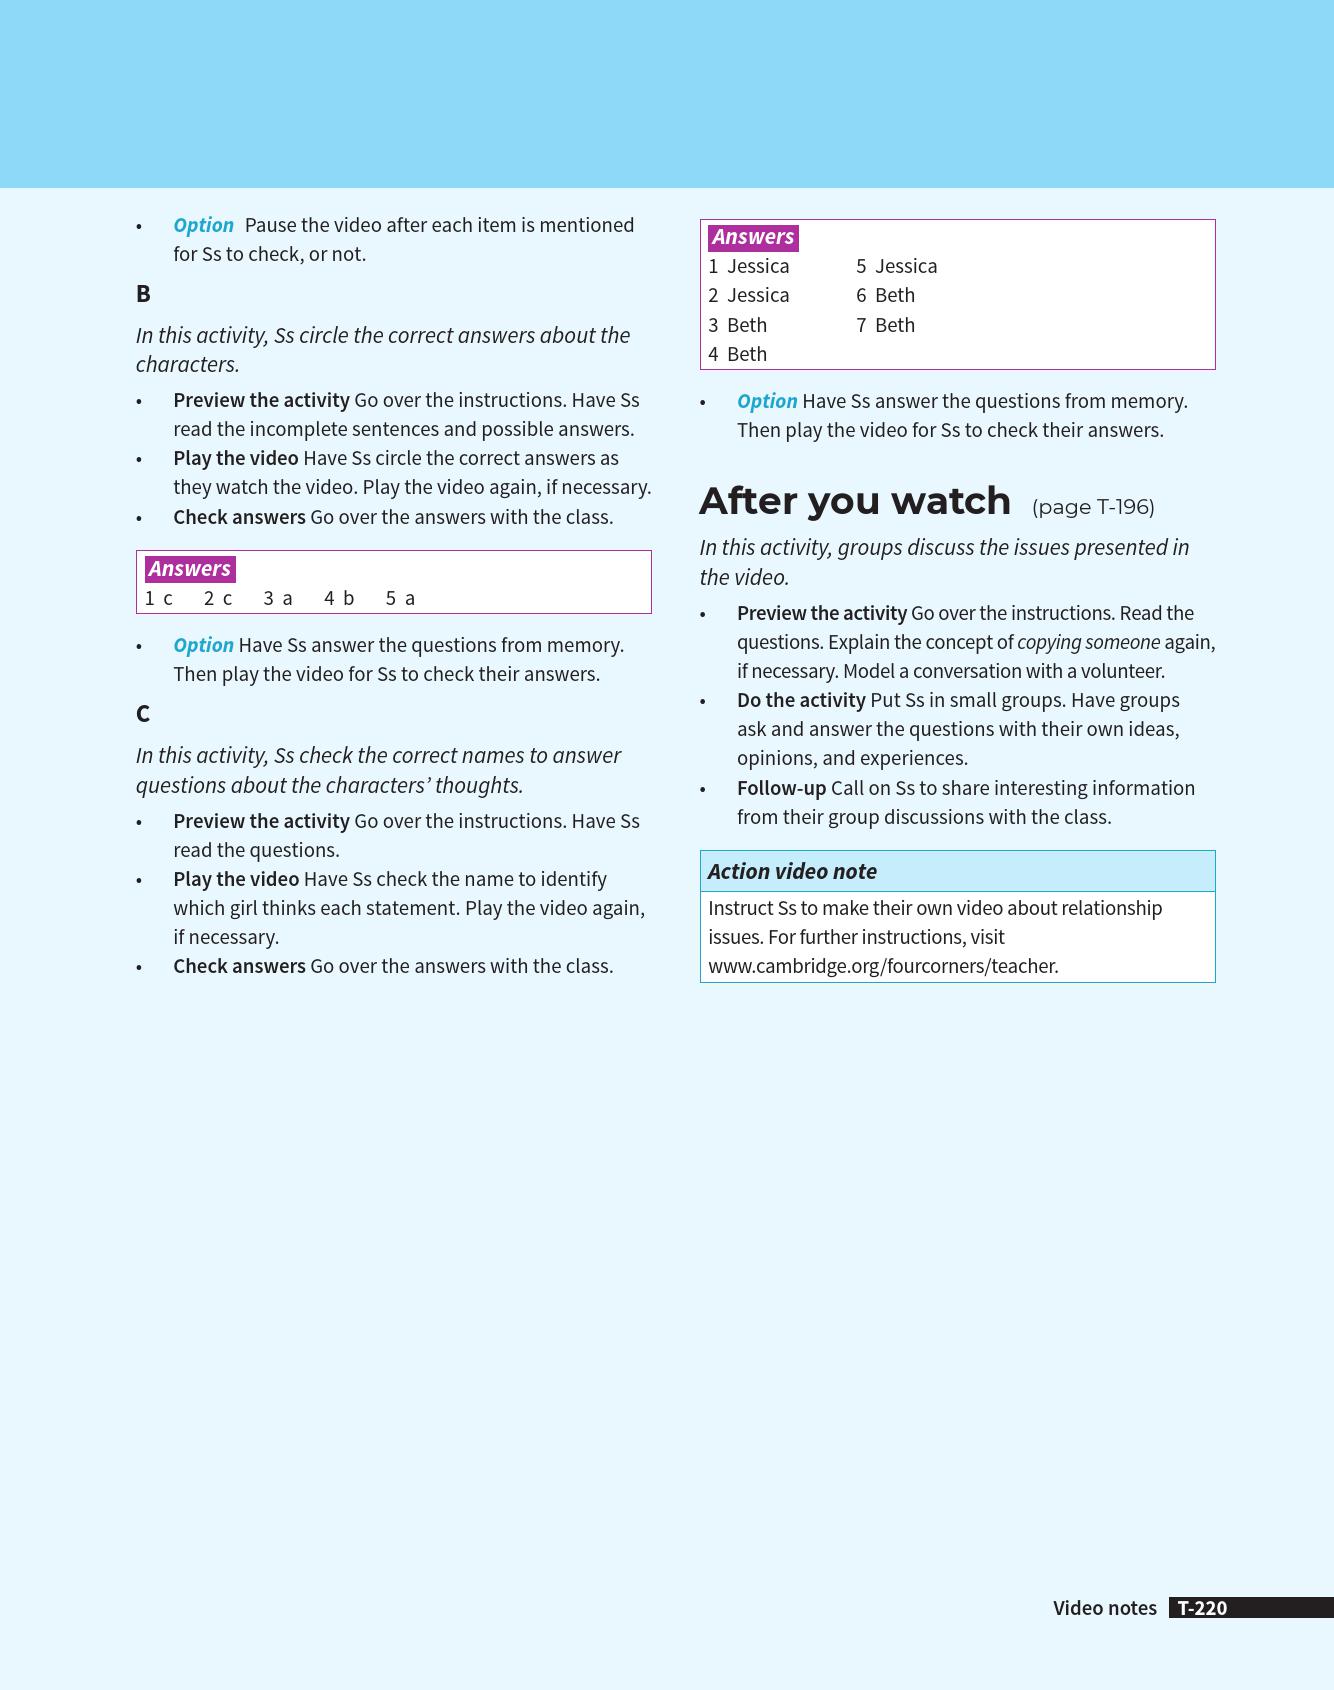 • Option Pause the video after each item is mentioned
for Ss to check, or not.
B
In this activity, Ss circle the correct answers about the
characters.
• Preview the activity Go over the instructions. Have Ss
read the incomplete sentences and possible answers.
• Play the video Have Ss circle the correct answers as
they watch the video. Play the video again, if necessary.
• Check answers Go over the answers with the class.
Answers
1 c 2 c 3 a 4 b 5 a
• Option Have Ss answer the questions from memory.
Then play the video for Ss to check their answers.
C
In this activity, Ss check the correct names to answer
questions about the characters’ thoughts.
• Preview the activity Go over the instructions. Have Ss
read the questions.
• Play the video Have Ss check the name to identify
which girl thinks each statement. Play the video again,
if necessary.
• Check answers Go over the answers with the class.
Answers
1 Jessica 5 Jessica
2 Jessica 6 Beth
3 Beth 7 Beth
4 Beth
• Option Have Ss answer the questions from memory.
Then play the video for Ss to check their answers.
After you watch (page T-196)
In this activity, groups discuss the issues presented in
the video.
• Preview the activity Go over the instructions. Read the
questions. Explain the concept of copying someone again,
if necessary. Model a conversation with a volunteer.
• Do the activity Put Ss in small groups. Have groups
ask and answer the questions with their own ideas,
opinions, and experiences.
• Follow-up Call on Ss to share interesting information
from their group discussions with the class.
Action video note
Instruct Ss to make their own video about relationship
issues. For further instructions, visit
www.cambridge.org/fourcorners/teacher.
Video notes T-220